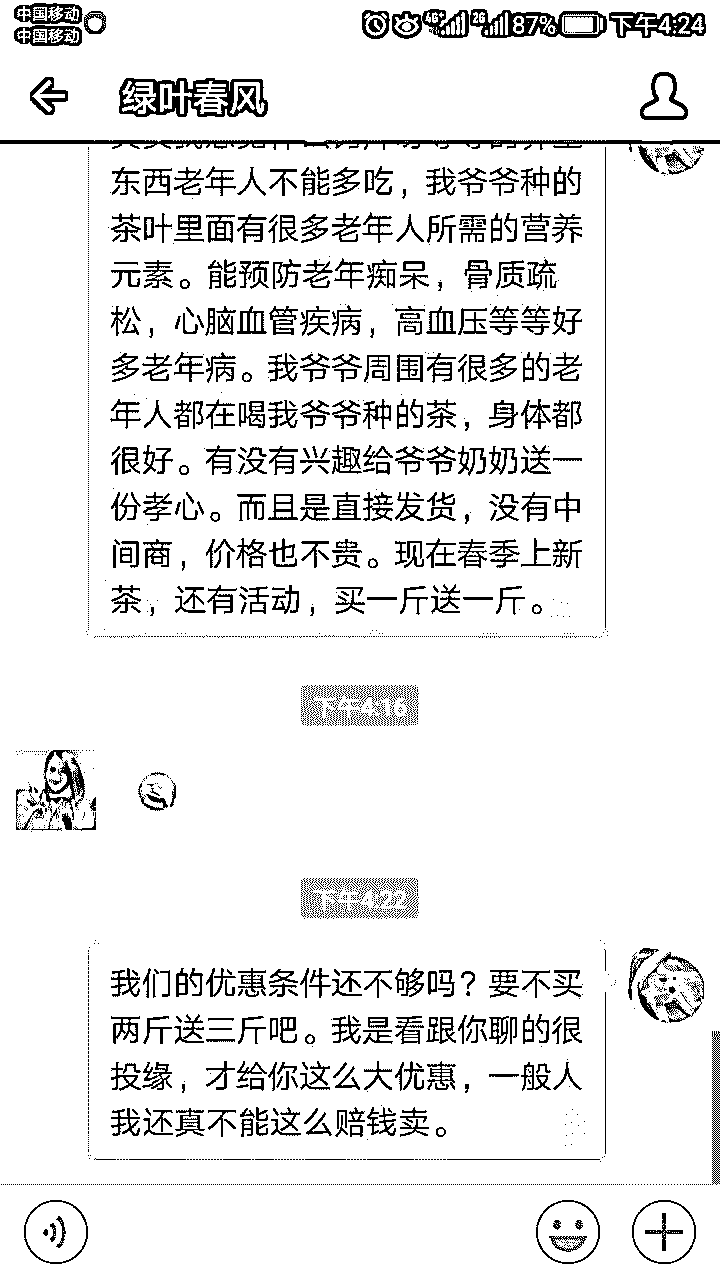 中国移动
中国移动
4G 2G 87% 下午4:24
绿叶春风
东西老年人不能多吃，我爷爷种的
茶叶里面有很多老年人所需的营养
元素。能预防老年痴呆，骨质疏
松，心脑血管疾病，高血压等等好
多老年病。我爷爷周围有很多的老
年人都在喝我爷爷种的茶，身体都
很好。有没有兴趣给爷爷奶奶送一
份孝心。而且是直接发货，没有中
间商，价格也不贵。现在春季上新
茶，还有活动，买一斤送一斤。
下午4:16
下午4:22
我们的优惠条件还不够吗？要不买
两斤送三斤吧。我是看跟你聊的很
投缘，才给你这么大优惠，一般人
我还真不能这么赔钱卖。